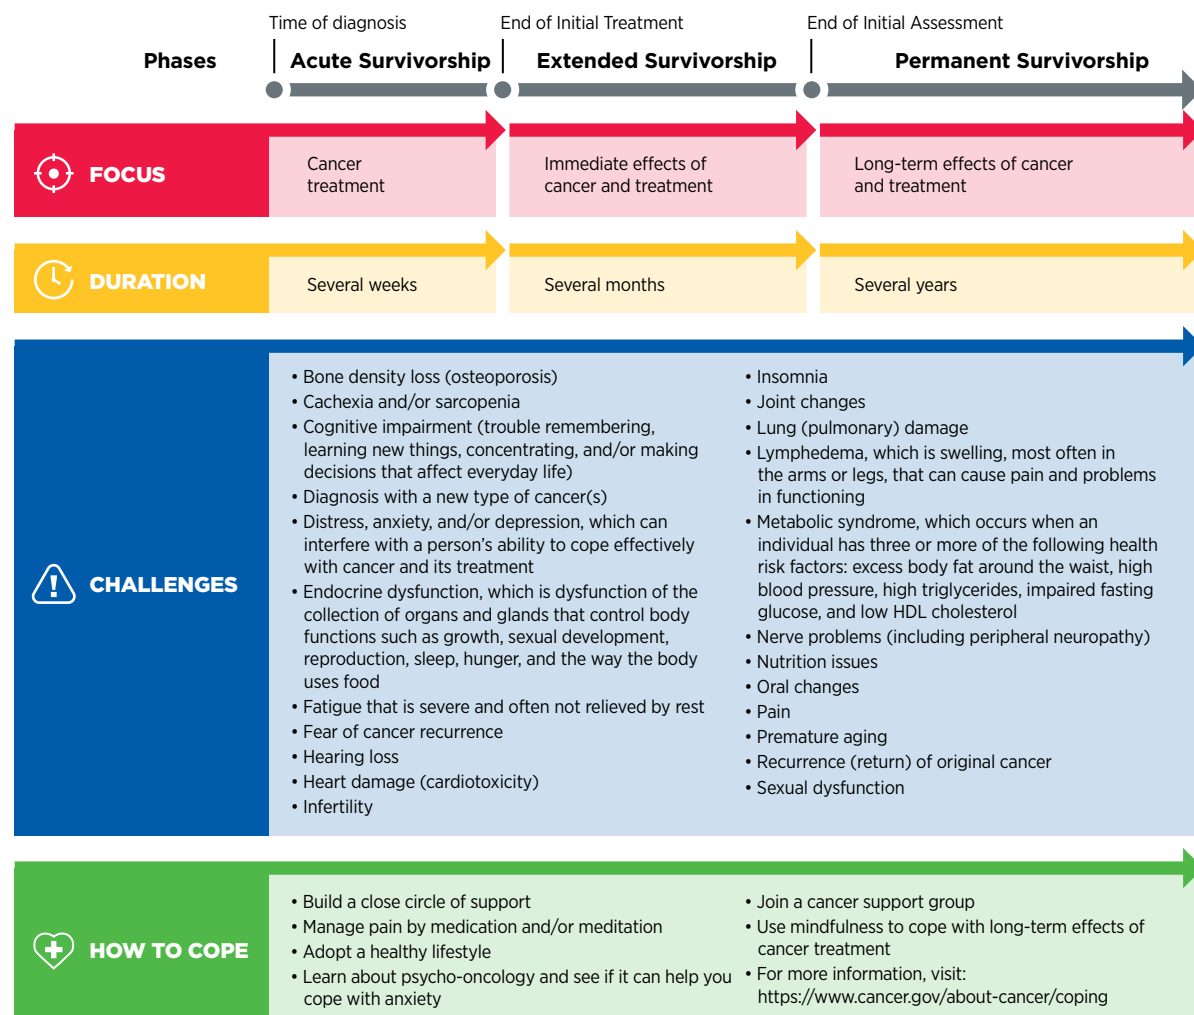 Time of diagnosis
End of Initial Treatment
End of Initial Assessment
Phases
Acute Survivorship
Extended Survivorship
Permanent Survivorship
FOCUS
Cancer
treatment
Immediate effects of
cancer and treatment
Long-term effects of cancer
and treatment
DURATION
Several weeks
Several months
Several years
CHALLENGES
• Bone density loss (osteoporosis)
• Cachexia and/or sarcopenia
• Cognitive impairment (trouble remembering,
learning new things, concentrating, and/or making
decisions that affect everyday life)
• Diagnosis with a new type of cancer(s)
• Distress, anxiety, and/or depression, which can
interfere with a person’s ability to cope effectively
with cancer and its treatment
• Endocrine dysfunction, which is dysfunction of the
collection of organs and glands that control body
functions such as growth, sexual development,
reproduction, sleep, hunger, and the way the body
uses food
• Fatigue that is severe and often not relieved by rest
• Fear of cancer recurrence
• Hearing loss
• Heart damage (cardiotoxicity)
• Infertility
• Insomnia
• Joint changes
• Lung (pulmonary) damage
• Lymphedema, which is swelling, most often in
the arms or legs, that can cause pain and problems
in functioning
• Metabolic syndrome, which occurs when an
individual has three or more of the following health
risk factors: excess body fat around the waist, high
blood pressure, high triglycerides, impaired fasting
glucose, and low HDL cholesterol
• Nerve problems (including peripheral neuropathy)
• Nutrition issues
• Oral changes
• Pain
• Premature aging
• Recurrence (return) of original cancer
• Sexual dysfunction
HOW TO COPE
• Build a close circle of support
• Manage pain by medication and/or meditation
• Adopt a healthy lifestyle
• Learn about psycho-oncology and see if it can help you
cope with anxiety
• Join a cancer support group
• Use mindfulness to cope with long-term effects of
cancer treatment
• For more information, visit:
https://www.cancer.gov/about-cancer/coping